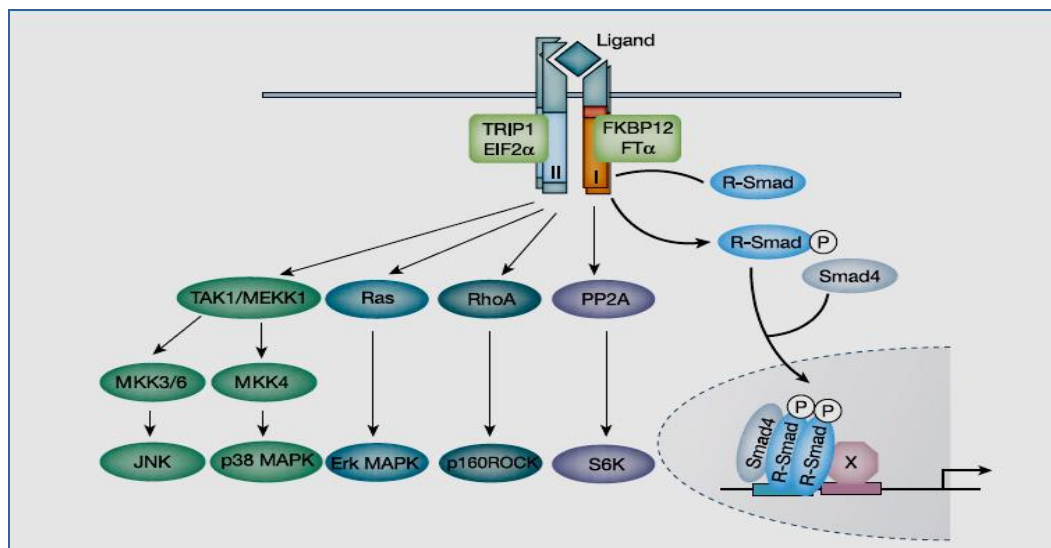 Ligand
TRIP1
EIF2α
FKBP12
FTα
II
I
R-Smad
R-Smad P
Smad4
TAK1/MEKK1
Ras
RhoA
PP2A
MKK3/6
MKK4
JNK
p38 MAPK
Erk MAPK
p160ROCK
S6K
P P
Smad4
R-Smad
R-Smad
X